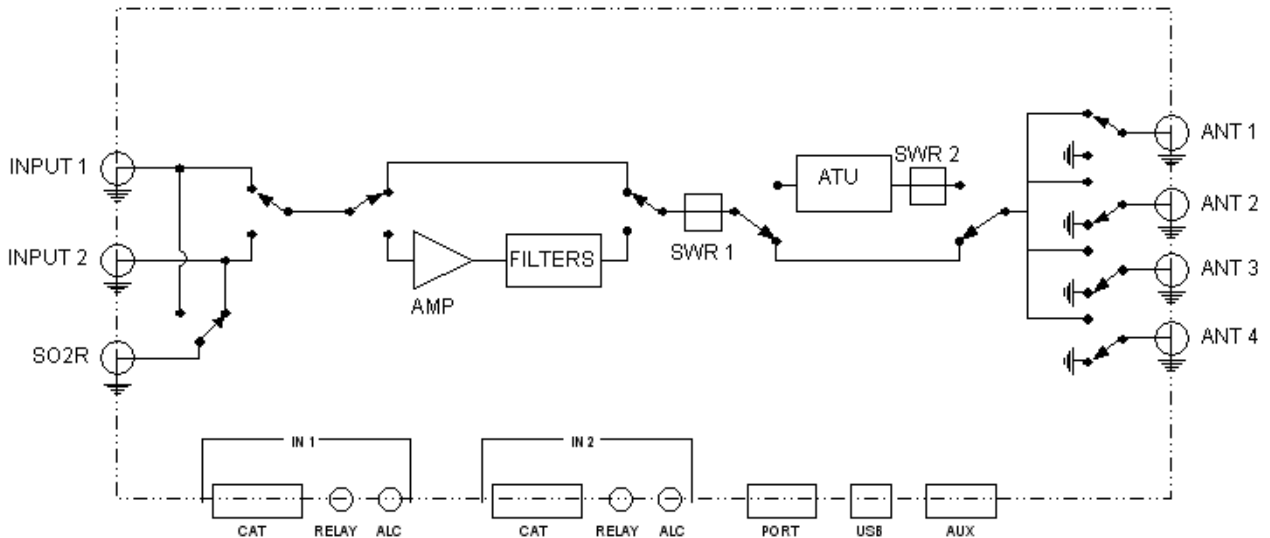 INPUT 1
INPUT 2
SO2R
AMP
FILTERS
SWR 1
ATU
SWR 2
ANT 1
ANT 2
ANT 3
ANT 4
IN 1
CAT
RELAY
ALC
IN 2
CAT
RELAY
ALC
PORT
USB
AUX